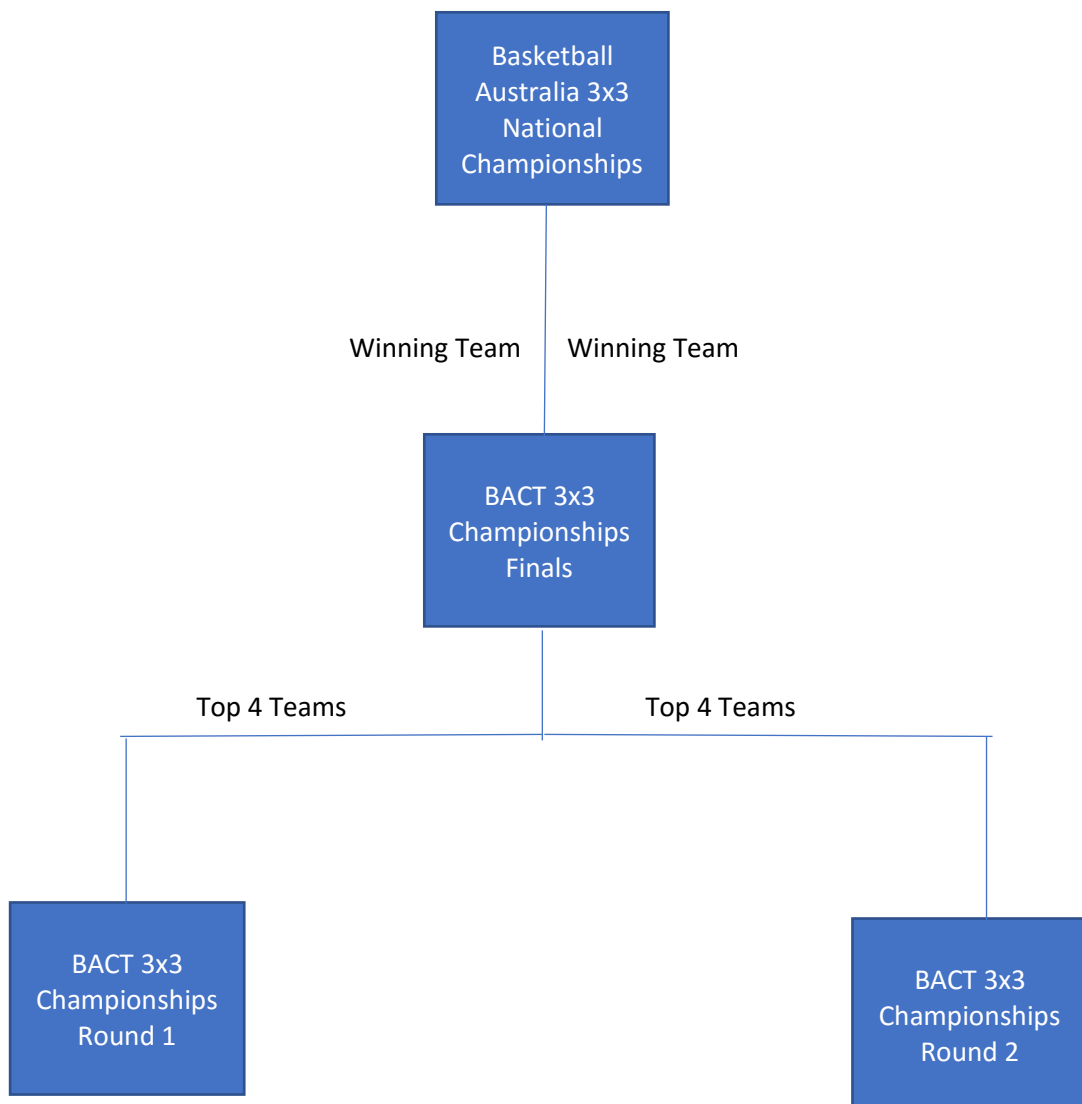 Basketball
Australia 3x3
National
Championships
Winning Team
Winning Team
BACT 3x3
Championships
Finals
Top 4 Teams
Top 4 Teams
BACT 3x3
Championships
Round 1
BACT 3x3
Championships
Round 2